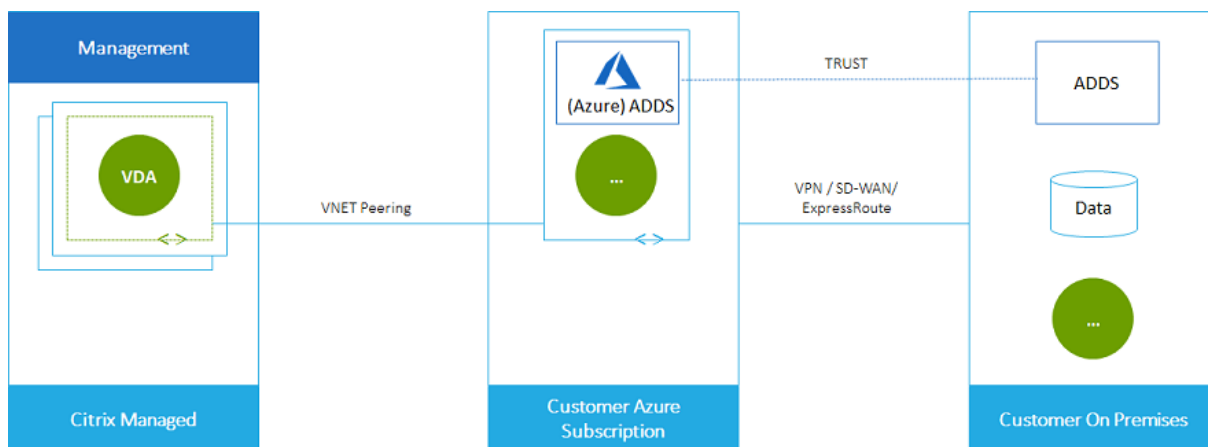 Management
VDA
Citrix Managed
VNET Peering
(Azure) ADDS
...
Customer Azure
Subscription
TRUST
VPN / SD-WAN/
ExpressRoute
ADDS
Data
...
Customer On Premises